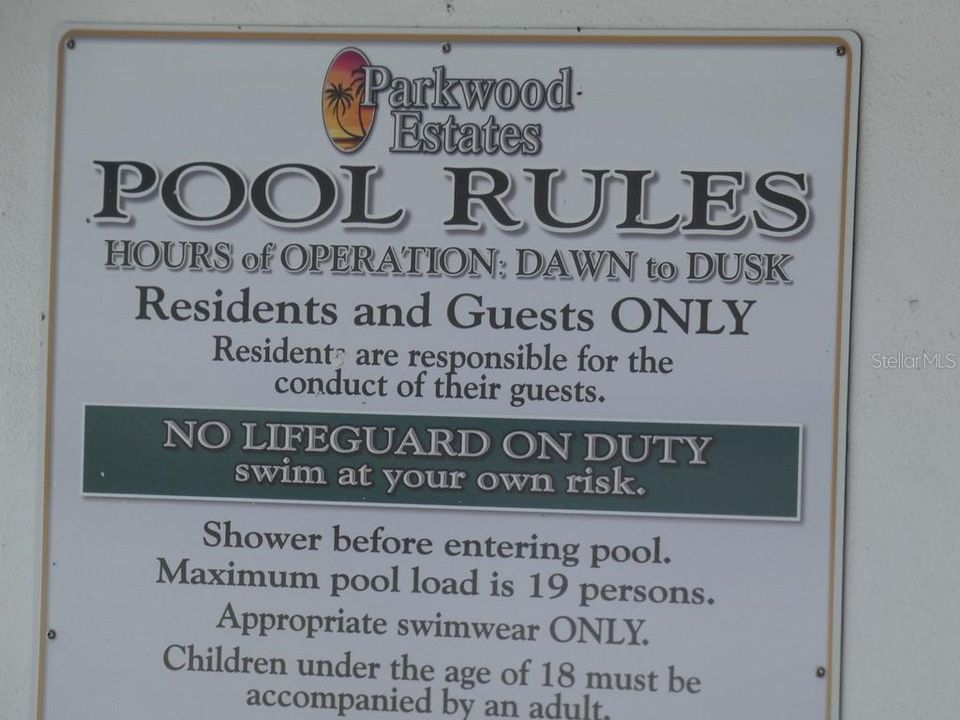 Parkwood
Estates
POOL RULES
HOURS of OPERATION: DAWN to DUSK
Residents and Guests ONLY
Residents are responsible for the
conduct of their guests.
NO LIFEGUARD ON DUTY
swim at your own risk.
Shower before entering pool.
Maximum pool load is 19 persons.
Appropriate swimwear ONLY.
Children under the age of 18 must be
accompanied by an adult.
StellarMLS